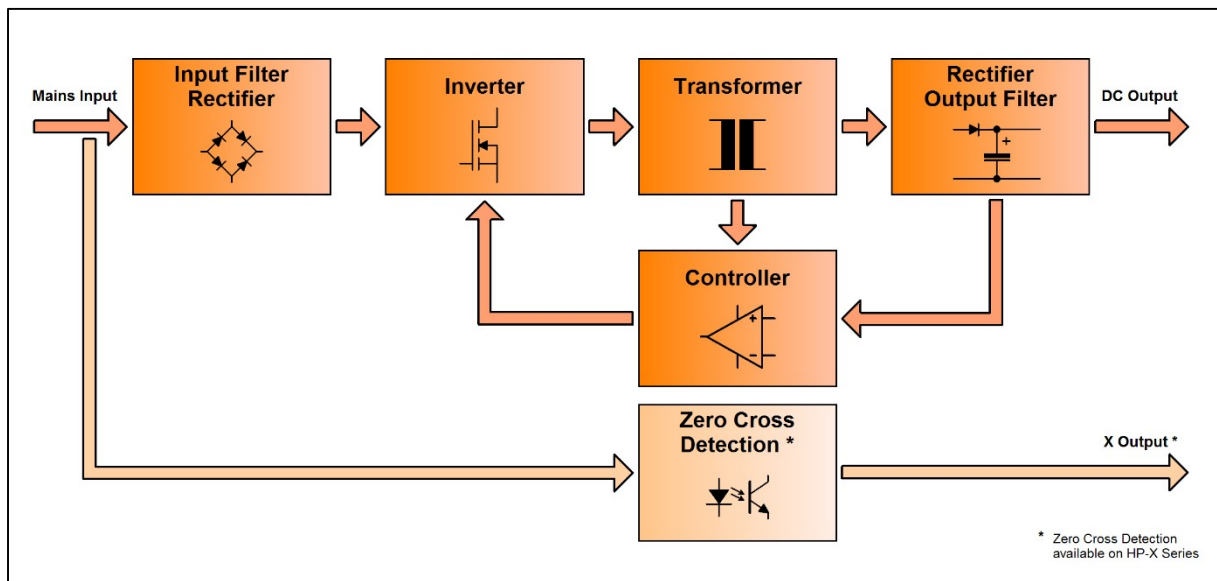 Mains Input
Input Filter
Rectifier
Inverter
Transformer
Rectifier
Output Filter
+
DC Output
Controller
+
-
Zero Cross
Detection *
X Output *
* Zero Cross Detection
available on HP-X Series